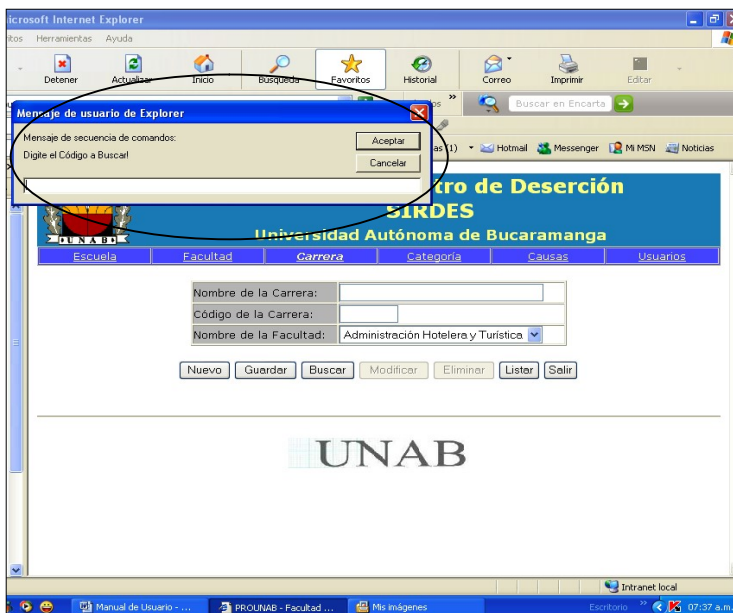 icrosoft Internet Explorer
itos Herramientas Ayuda
Detener Actualizar Inicio Búsqueda Favoritos Historial Correo Imprimir Editar
Buscar en Encarta
Mensaje de usuario de Explorer
Mensaje de secuencia de comandos:
Digite el Código a Buscar!
Aceptar
Cancelar
(1) Hotmail Messenger Mi MSN Noticias
tro de Deserción
SIRDES
Universidad Autónoma de Bucaramanga
UNAB
Escuela Facultad Carrera Categoría Causas Usuarios
Nombre de la Carrera:
Código de la Carrera:
Nombre de la Facultad: Administración Hotelera y Turística
Nuevo Guardar Buscar Modificar Eliminar Listar Salir
UNAB
Intranet local
Manual de Usuario - ... PROUNAB - Facultad ... Mis imágenes Escritorio » 07:37 a.m.